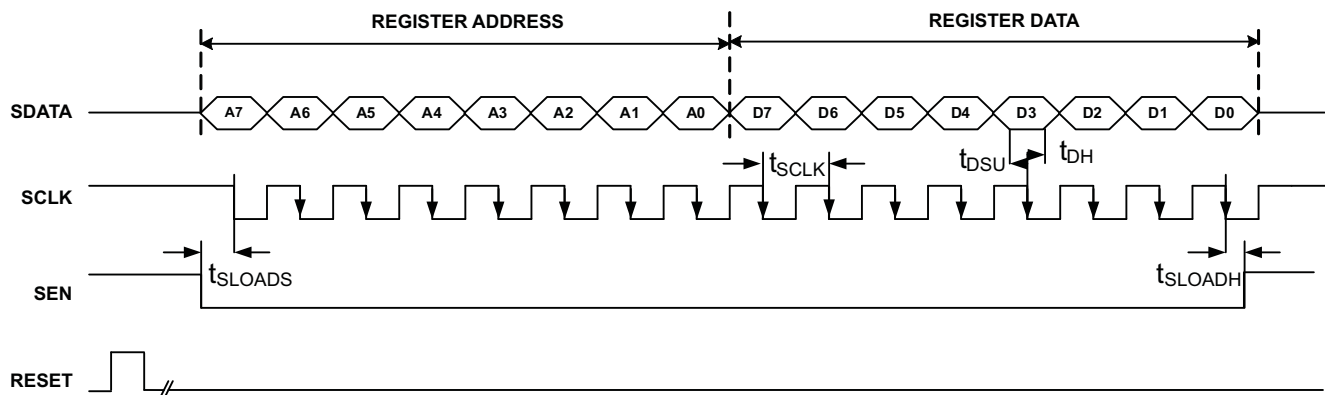 REGISTER ADDRESS REGISTER DATA
SDATA A7 A6 A5 A4 A3 A2 A1 A0 D7 D6 D5 D4 D3 D2 D1 D0
tSCLK tDSU tDH
SCLK
tSLOADS tSLOADH
SEN
RESET